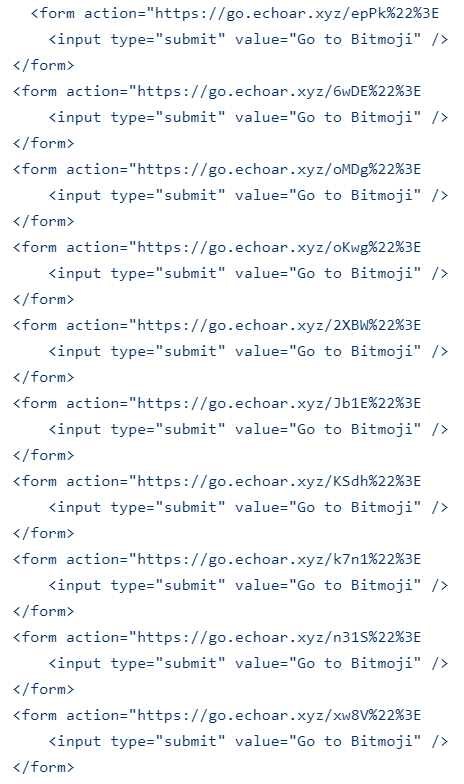 <form action="https://go.echoar.xyz/epPk%22%3E
<input type="submit" value="Go to Bitmoji" />
</form>
<form action="https://go.echoar.xyz/6wDE%22%3E
<input type="submit" value="Go to Bitmoji" />
</form>
<form action="https://go.echoar.xyz/oMDg%22%3E
<input type="submit" value="Go to Bitmoji" />
</form>
<form action="https://go.echoar.xyz/oKwg%22%3E
<input type="submit" value="Go to Bitmoji" />
</form>
<form action="https://go.echoar.xyz/2XBW%22%3E
<input type="submit" value="Go to Bitmoji" />
</form>
<form action="https://go.echoar.xyz/Jb1E%22%3E
<input type="submit" value="Go to Bitmoji" />
</form>
<form action="https://go.echoar.xyz/KSdh%22%3E
<input type="submit" value="Go to Bitmoji" />
</form>
<form action="https://go.echoar.xyz/k7n1%22%3E
<input type="submit" value="Go to Bitmoji" />
</form>
<form action="https://go.echoar.xyz/n31S%22%3E
<input type="submit" value="Go to Bitmoji" />
</form>
<form action="https://go.echoar.xyz/xw8V%22%3E
<input type="submit" value="Go to Bitmoji" />
</form>